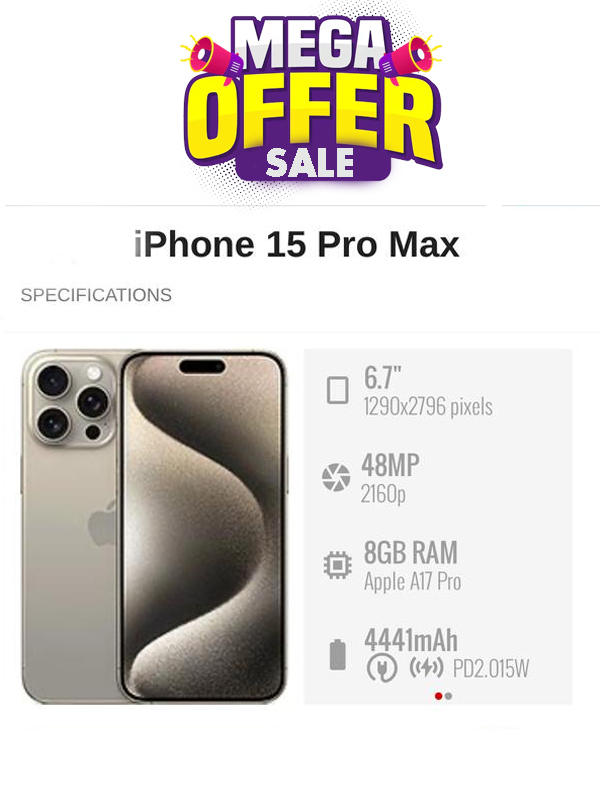 MEGA
OFFER
SALE
iPhone 15 Pro Max
SPECIFICATIONS
6.7"
1290x2796 pixels
48MP
2160p
8GB RAM
Apple A17 Pro
4441mAh
PD2.015W